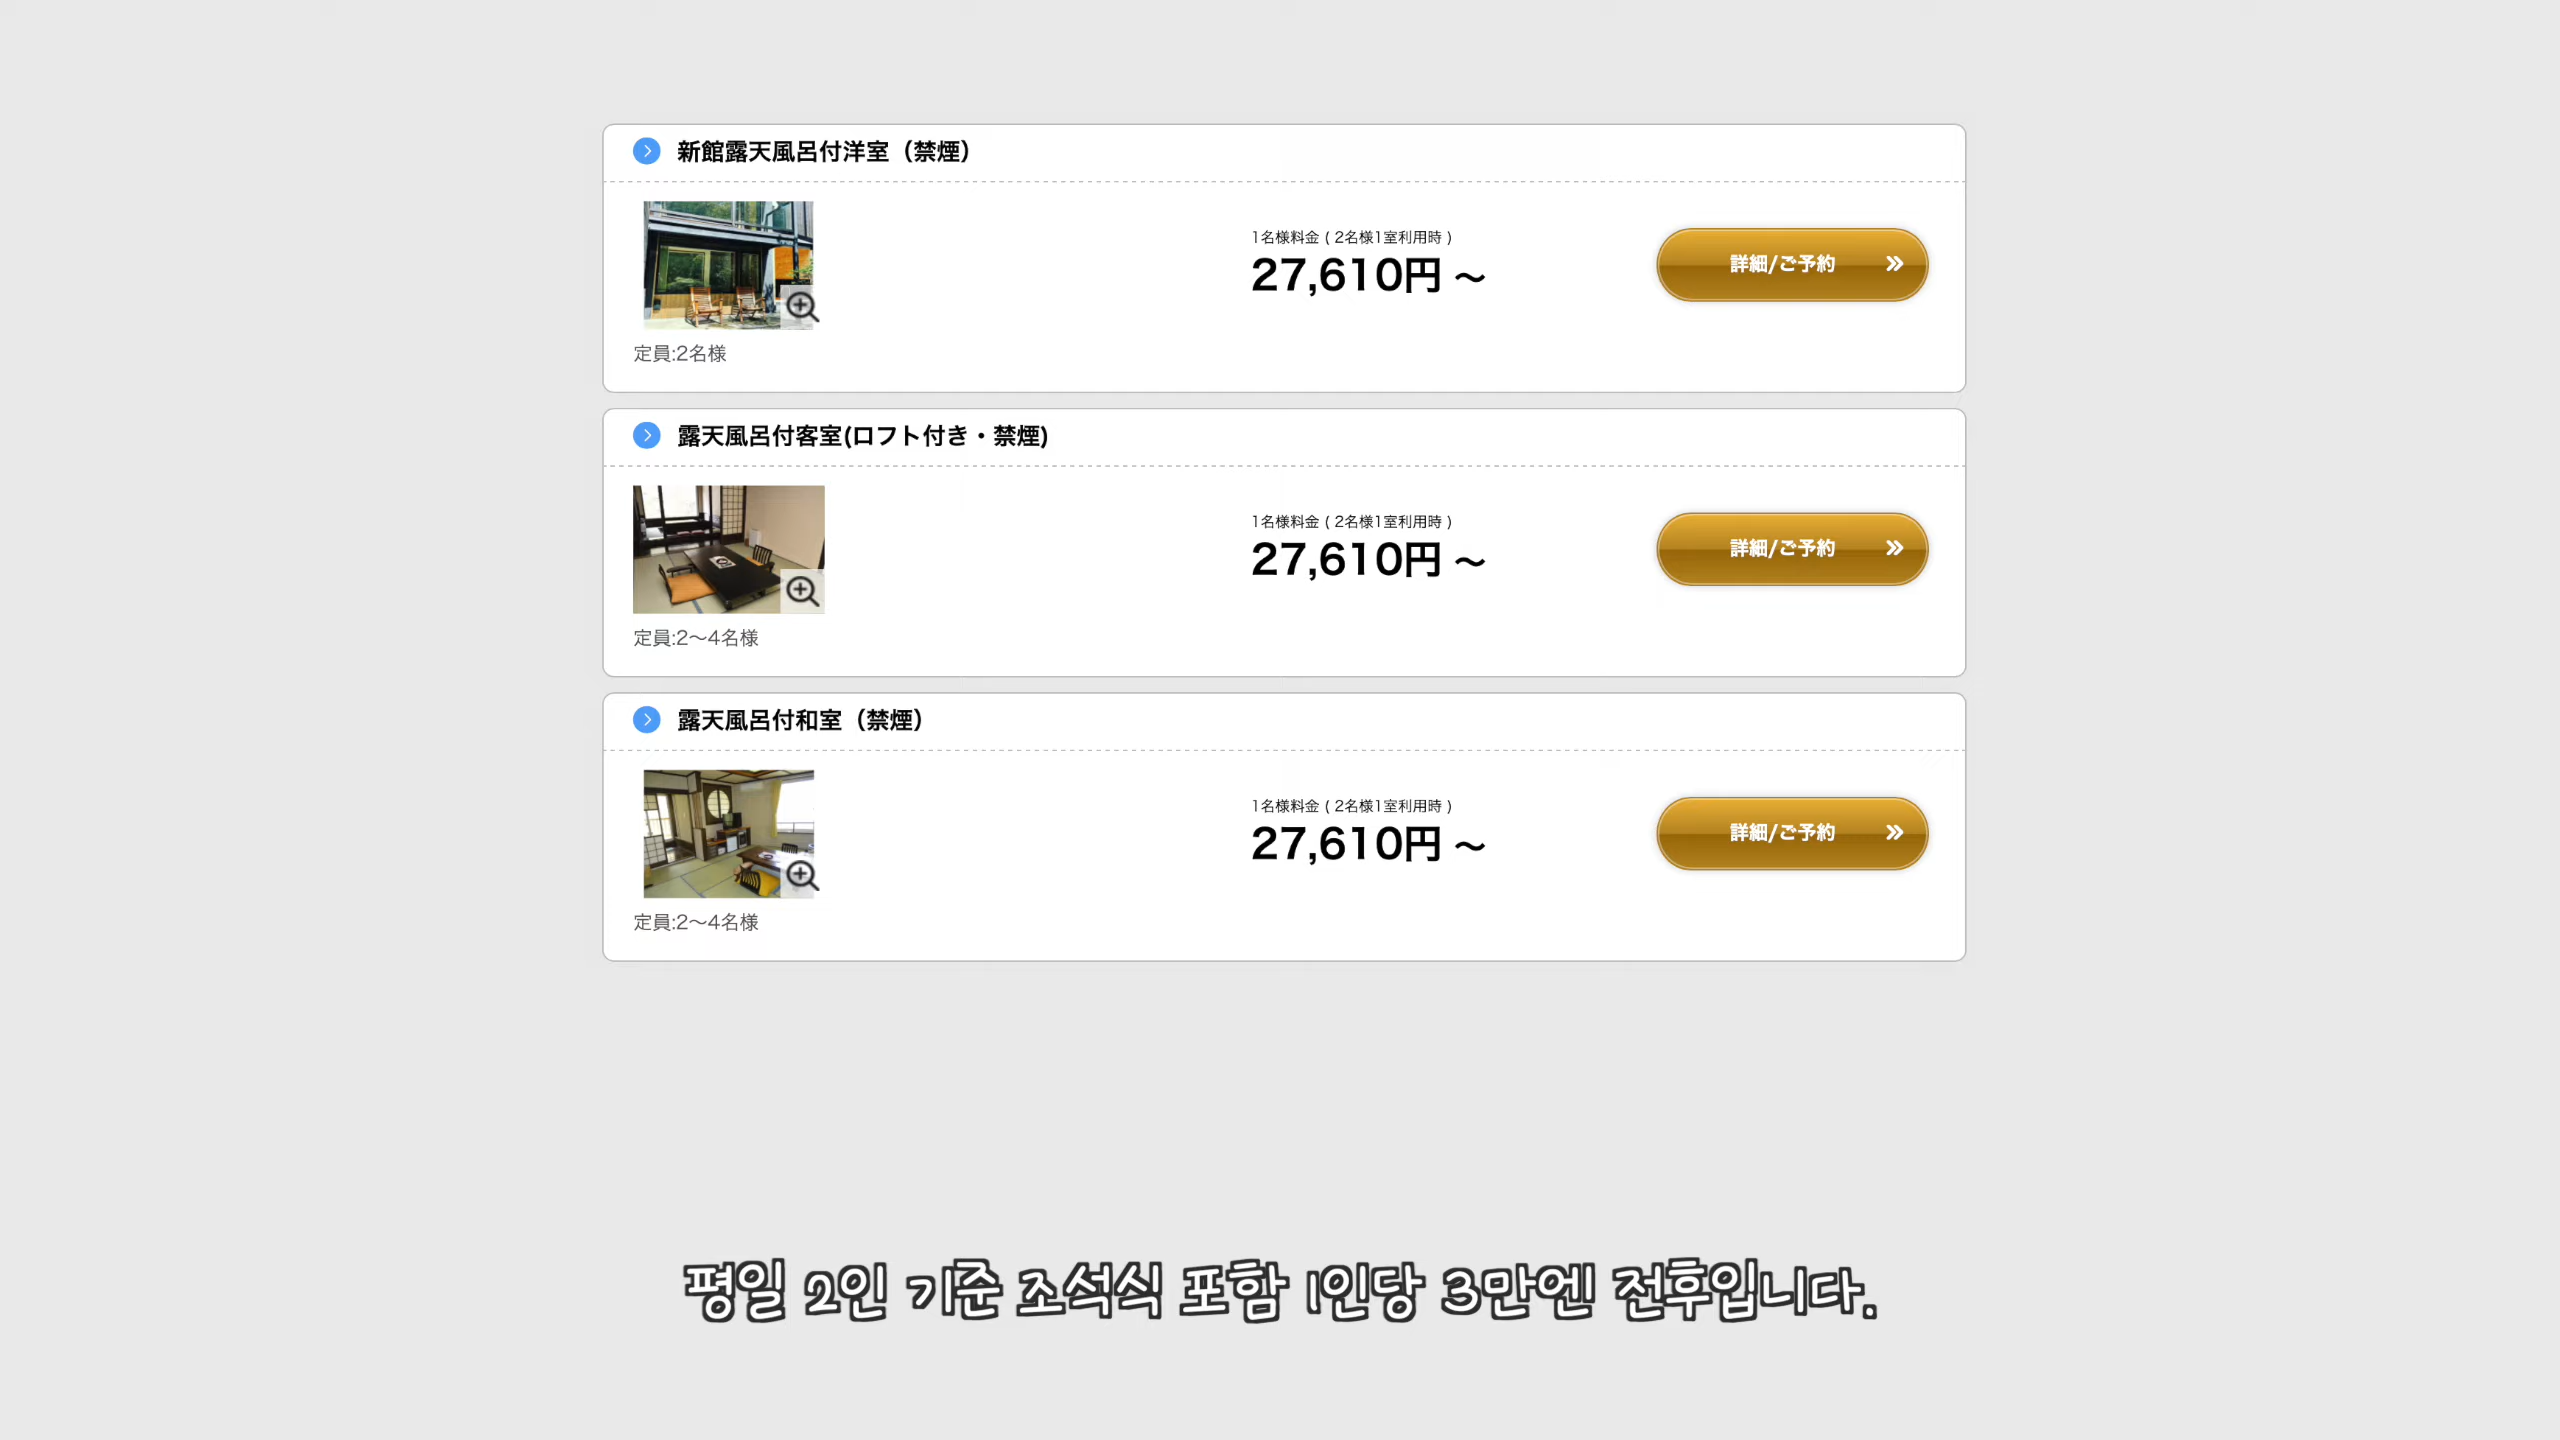 新館露天風呂付洋室（禁煙）
1名様料金 ( 2名様1室利用時 )
27,610円 ～
詳細/ご予約
定員:2名様
露天風呂付客室(ロフト付き・禁煙)
1名様料金 ( 2名様1室利用時 )
27,610円 ～
詳細/ご予約
定員:2～4名様
露天風呂付和室（禁煙）
1名様料金 ( 2名様1室利用時 )
27,610円 ～
詳細/ご予約
定員:2～4名様
평일 2인 기준 조석식 포함 1인당 3만엔 전후입니다.